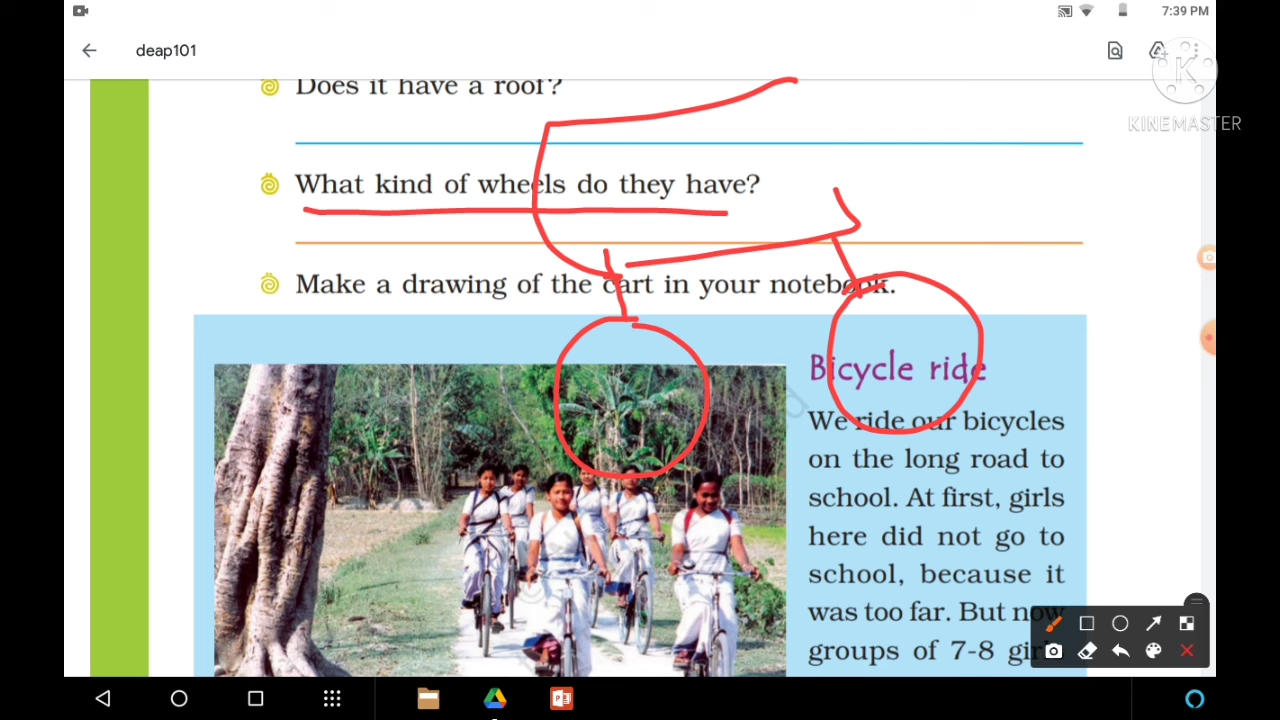 7:39 PM
deap101
KINEMASTER
Does it have a roof?
What kind of wheels do they have?
Make a drawing of the cart in your notebook.
Bicycle ride
We ride our bicycles
on the long road to
school. At first, girls
here did not go to
school, because it
was too far. But now
groups of 7-8 girls